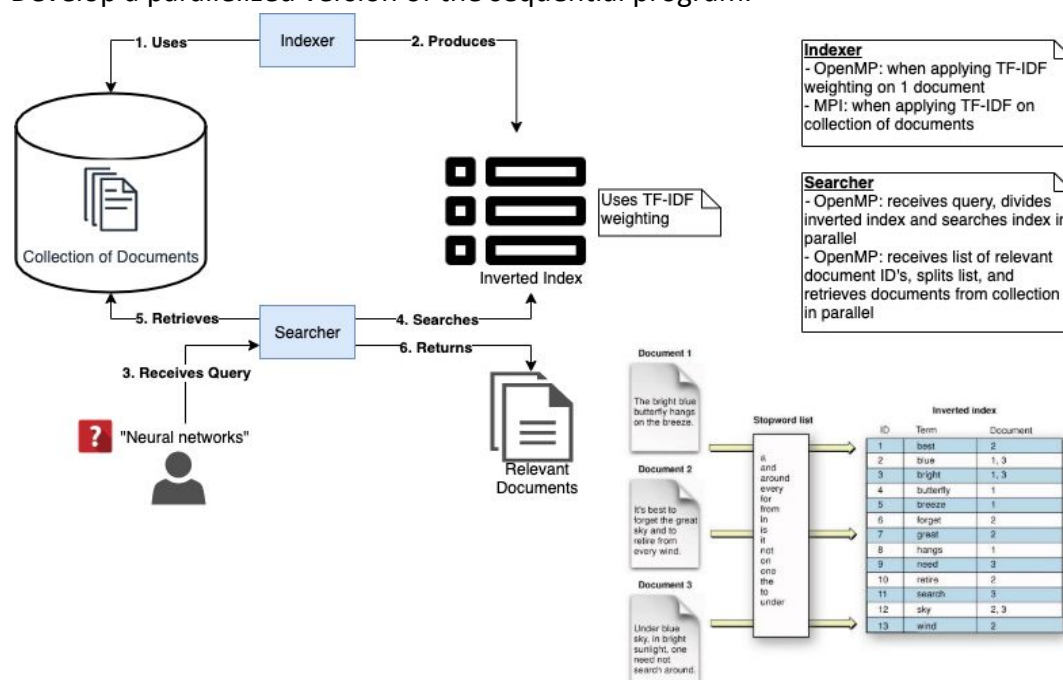 Develop a parallelized version of the sequential program.
1. Uses
Indexer
2. Produces
Collection of Documents
Uses TF-IDF
weighting
Inverted Index
5. Retrieves
Searcher
4. Searches
6. Returns
3. Receives Query
?
"Neural networks"
Relevant
Documents
Indexer
- OpenMP: when applying TF-IDF
weighting on 1 document
- MPI: when applying TF-IDF on
collection of documents
Searcher
- OpenMP: receives query, divides
inverted index and searches index in
parallel
- OpenMP: receives list of relevant
document ID's, splits list, and
retrieves documents from collection
in parallel
Document 1
The bright blue
butterfly hangs
on the breeze.
Document 2
It's best to
forget the great
sky and to
retire from
every wind.
Document 3
Under blue
sky, in bright
sunlight, one
need not
search around.
Stopword list
a
and
around
every
for
from
in
is
it
not
on
one
the
to
under
Inverted index
ID Term Document
1 best 2
2 blue 1, 3
3 bright 1, 3
4 butterfly 1
5 breeze 1
6 forget 2
7 great 2
8 hangs 1
9 need 3
10 retire 2
11 search 3
12 sky 2, 3
13 wind 2